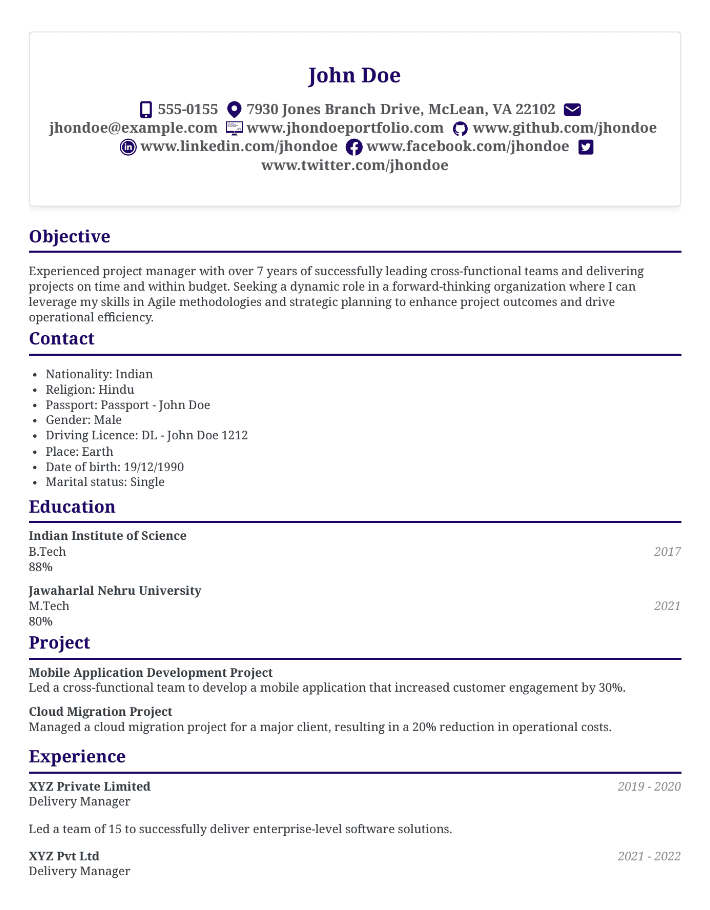 John Doe
555-0155 7930 Jones Branch Drive, McLean, VA 22102
jhondoe@example.com www.jhondoeportfolio.com www.github.com/jhondoe
www.linkedin.com/jhondoe www.facebook.com/jhondoe
www.twitter.com/jhondoe
Objective
Experienced project manager with over 7 years of successfully leading cross-functional teams and delivering
projects on time and within budget. Seeking a dynamic role in a forward-thinking organization where I can
leverage my skills in Agile methodologies and strategic planning to enhance project outcomes and drive
operational efficiency.
Contact
• Nationality: Indian
• Religion: Hindu
• Passport: Passport - John Doe
• Gender: Male
• Driving Licence: DL - John Doe 1212
• Place: Earth
• Date of birth: 19/12/1990
• Marital status: Single
Education
Indian Institute of Science
B.Tech 2017
88%
Jawaharlal Nehru University
M.Tech 2021
80%
Project
Mobile Application Development Project
Led a cross-functional team to develop a mobile application that increased customer engagement by 30%.
Cloud Migration Project
Managed a cloud migration project for a major client, resulting in a 20% reduction in operational costs.
Experience
XYZ Private Limited 2019 - 2020
Delivery Manager
Led a team of 15 to successfully deliver enterprise-level software solutions.
XYZ Pvt Ltd 2021 - 2022
Delivery Manager